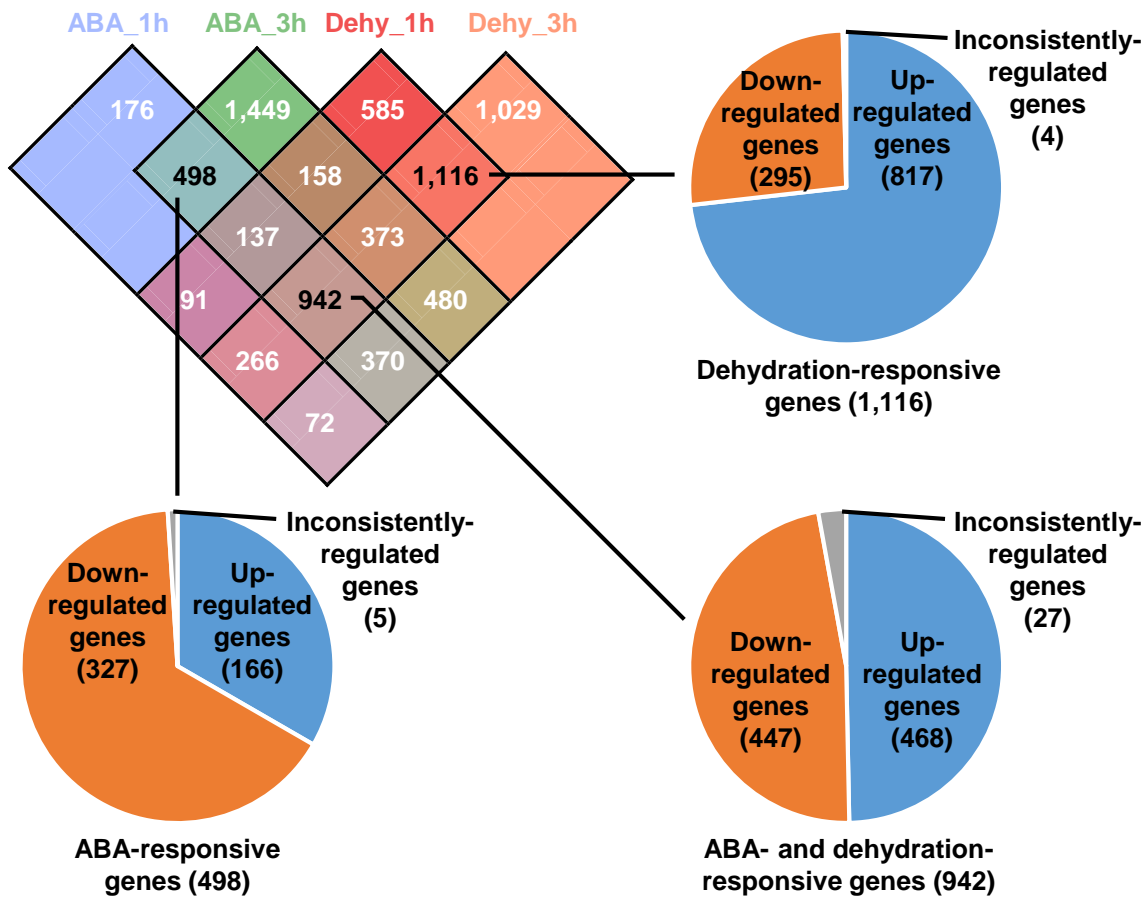 ABA_1h ABA_3h Dehy_1h Dehy_3h
176 1,449 585 1,029
498 158 1,116
137 373
91 942 480
266 370
72
Down-
regulated
genes
(295)
Up-
regulated
genes
(817)
Inconsistently-
regulated
genes
(4)
Dehydration-responsive
genes (1,116)
Down-
regulated
genes
(327)
Up-
regulated
genes
(166)
Inconsistently-
regulated
genes
(5)
ABA-responsive
genes (498)
Down-
regulated
genes
(447)
Up-
regulated
genes
(468)
Inconsistently-
regulated
genes
(27)
ABA- and dehydration-
responsive genes (942)